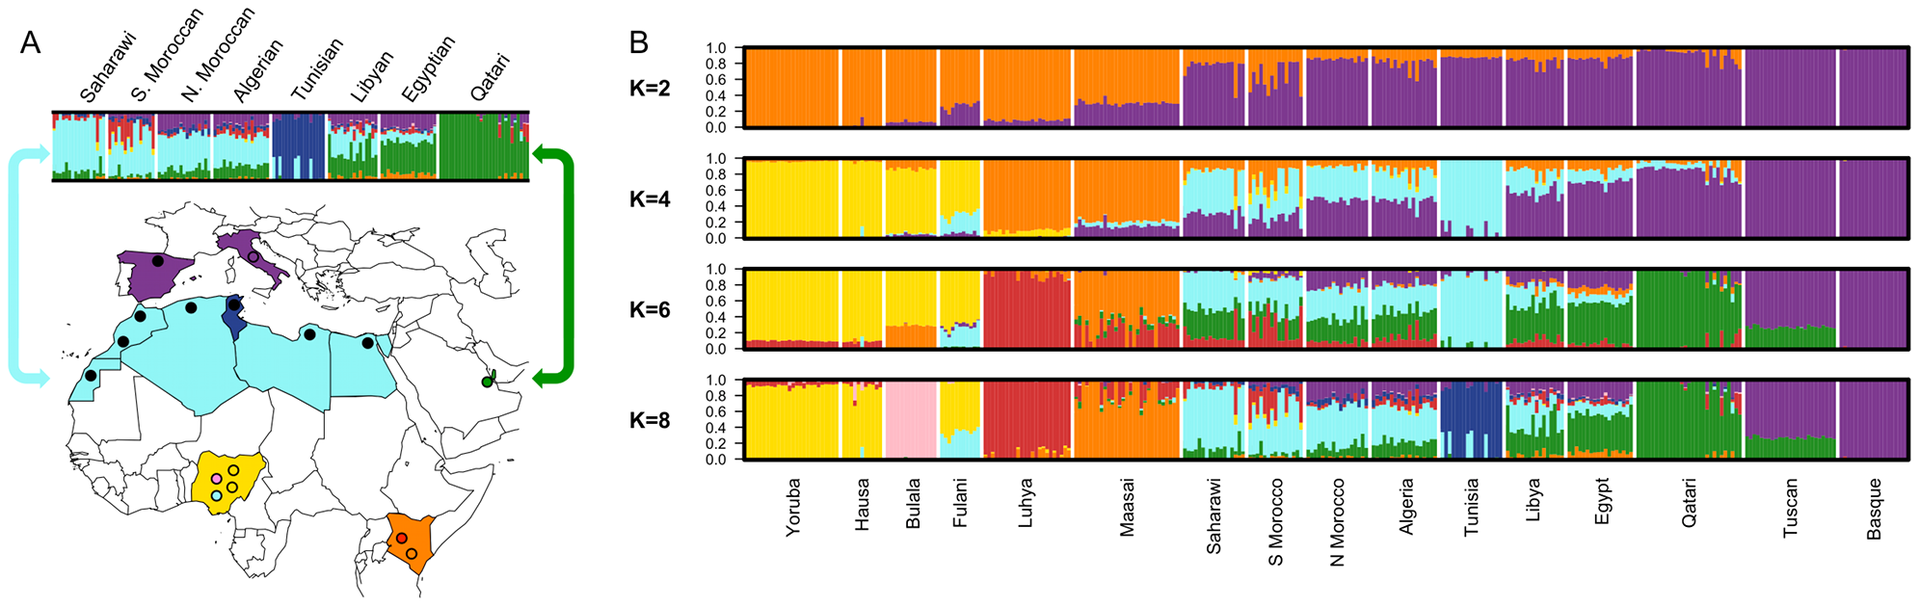 A
Saharawi
S. Moroccan
N. Moroccan
Algerian
Tunisian
Libyan
Egyptian
Qatari
B
K=2
1.0
0.8
0.6
0.4
0.2
0.0
K=4
1.0
0.8
0.6
0.4
0.2
0.0
K=6
1.0
0.8
0.6
0.4
0.2
0.0
K=8
1.0
0.8
0.6
0.4
0.2
0.0
Yoruba
Hausa
Bulala
Fulani
Luhya
Maasai
Saharawi
S Morocco
N Morocco
Algeria
Tunisia
Libya
Egypt
Qatari
Tuscan
Basque